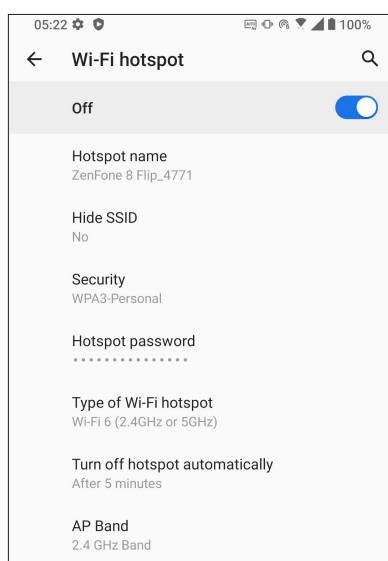 05:22 100%
Wi-Fi hotspot
Off
Hotspot name
ZenFone 8 Flip_4771
Hide SSID
No
Security
WPA3-Personal
Hotspot password
•••••••••••••••
Type of Wi-Fi hotspot
Wi-Fi 6 (2.4GHz or 5GHz)
Turn off hotspot automatically
After 5 minutes
AP Band
2.4 GHz Band